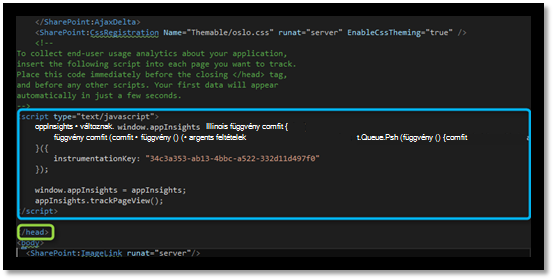 </SharePoint:AjaxDelta>
<SharePoint:CssRegistration Name="Themable/oslo.css" runat="server" EnableCssTheming="true" />
<!--
To collect end-user usage analytics about your application,
insert the following script into each page you want to track.
Place this code immediately before the closing </head> tag,
and before any other scripts. Your first data will appear
automatically in just a few seconds.
-->
script type="text/javascript">
oppInsights • változnak. window.appInsights Illinois függvény comfit {
függvény comfit (comfit • függvény () (• argents feltételek t.Queue.Psh (függvény () {comfit a
}({
instrumentationKey: "34c3a353-ab13-4bbc-a522-332d11d497f0"
});
window.appInsights = appInsights;
appInsights.trackPageView();
</script>
/head>
<body>
<SharePoint:ImageLink runat="server"/>